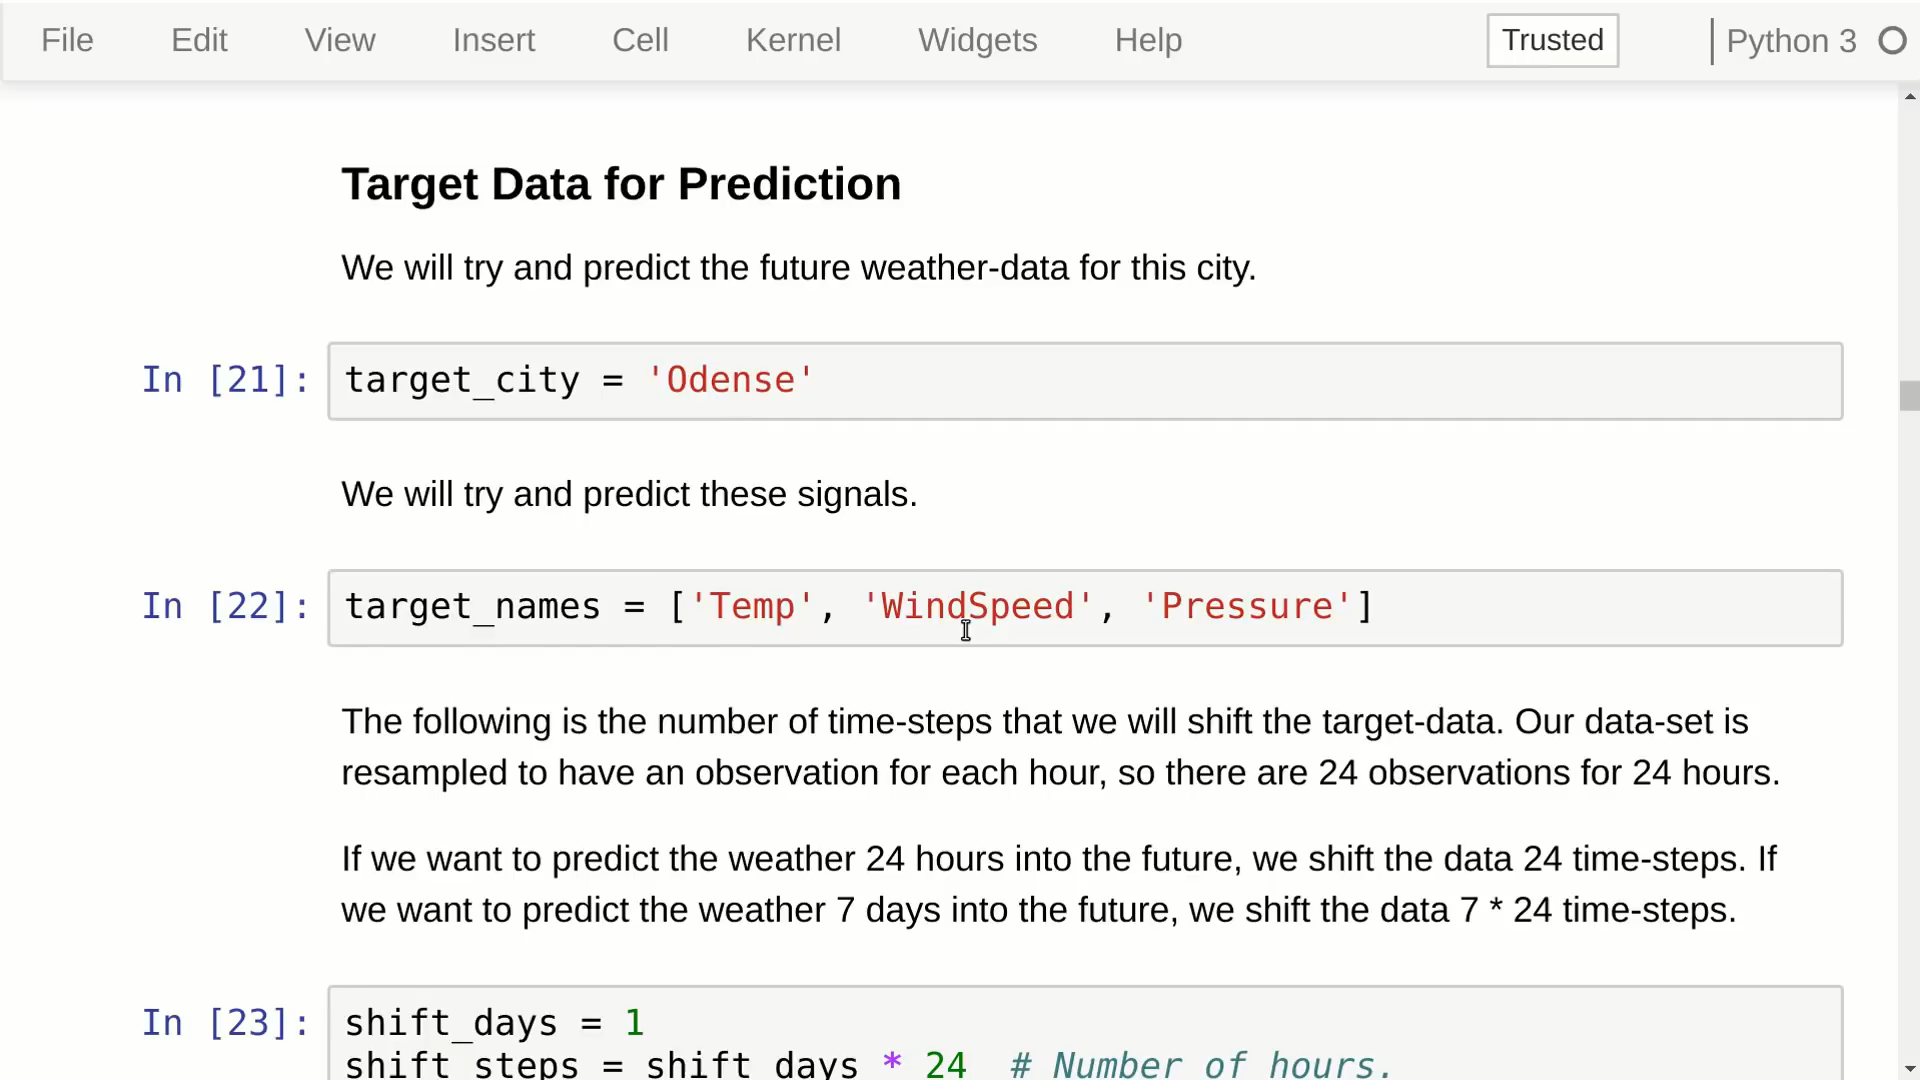 File Edit View Insert Cell Kernel Widgets Help Trusted Python 3
Target Data for Prediction
We will try and predict the future weather-data for this city.
In [21]: target_city = 'Odense'
We will try and predict these signals.
In [22]: target_names = ['Temp', 'WindSpeed', 'Pressure']
The following is the number of time-steps that we will shift the target-data. Our data-set is
resampled to have an observation for each hour, so there are 24 observations for 24 hours.
If we want to predict the weather 24 hours into the future, we shift the data 24 time-steps. If
we want to predict the weather 7 days into the future, we shift the data 7 * 24 time-steps.
In [23]: shift_days = 1
shift_steps = shift_days * 24  # Number of hours.